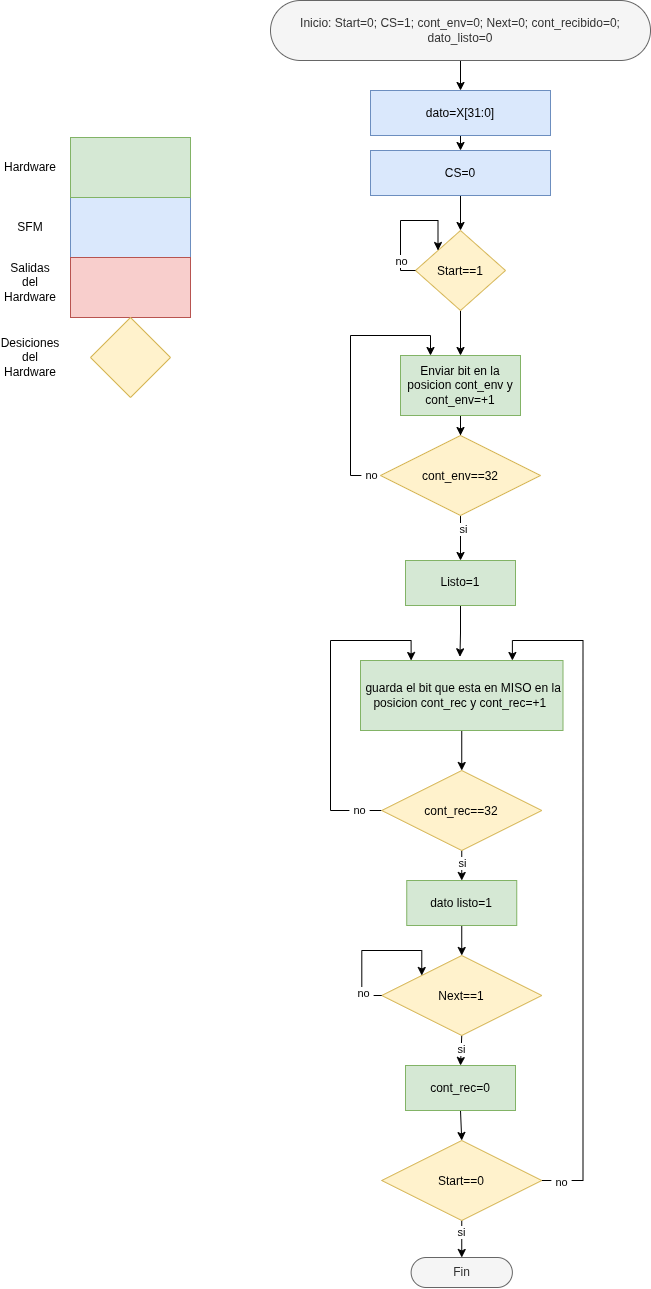 Inicio: Start=0; CS=1; cont_env=0; Next=0; cont_recibido=0;
dato_listo=0
dato=X[31:0]
CS=0
Hardware
SFM
Salidas
del
Hardware
Desiciones
del
Hardware
no
Start==1
Enviar bit en la
posicion cont_env y
cont_env=+1
no
cont_env==32
si
Listo=1
guarda el bit que esta en MISO en la
posicion cont_rec y cont_rec=+1
no
cont_rec==32
si
dato listo=1
no
Next==1
si
cont_rec=0
Start==0
no
si
Fin